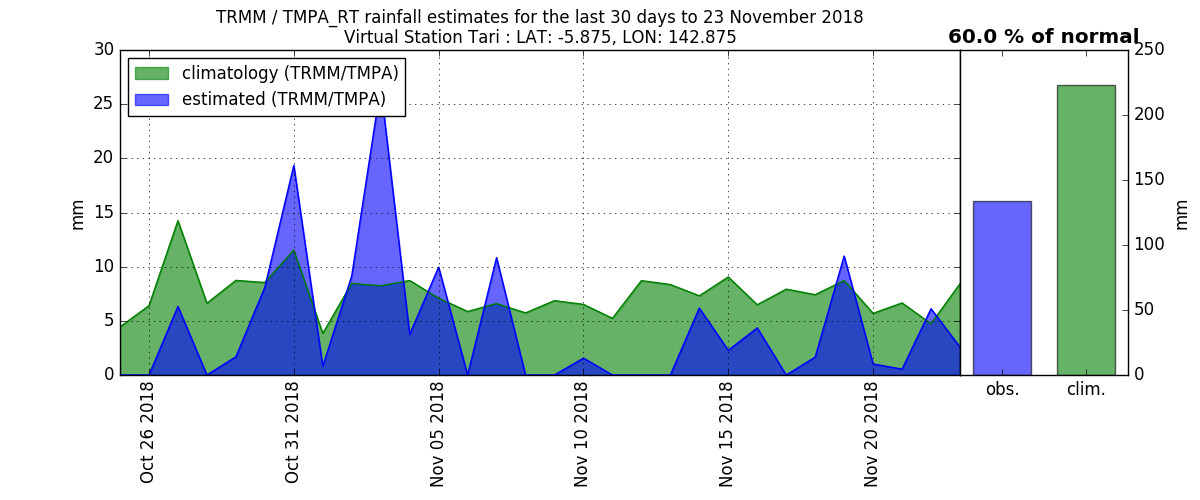 TRMM / TMPA_RT rainfall estimates for the last 30 days to 23 November 2018
Virtual Station Tari : LAT: -5.875, LON: 142.875
60.0 % of normal
climatology (TRMM/TMPA)
estimated (TRMM/TMPA)
30
25
20
15
10
5
0
mm
Oct 26 2018
Oct 31 2018
Nov 05 2018
Nov 10 2018
Nov 15 2018
Nov 20 2018
obs.
clim.
250
200
150
100
50
0
mm